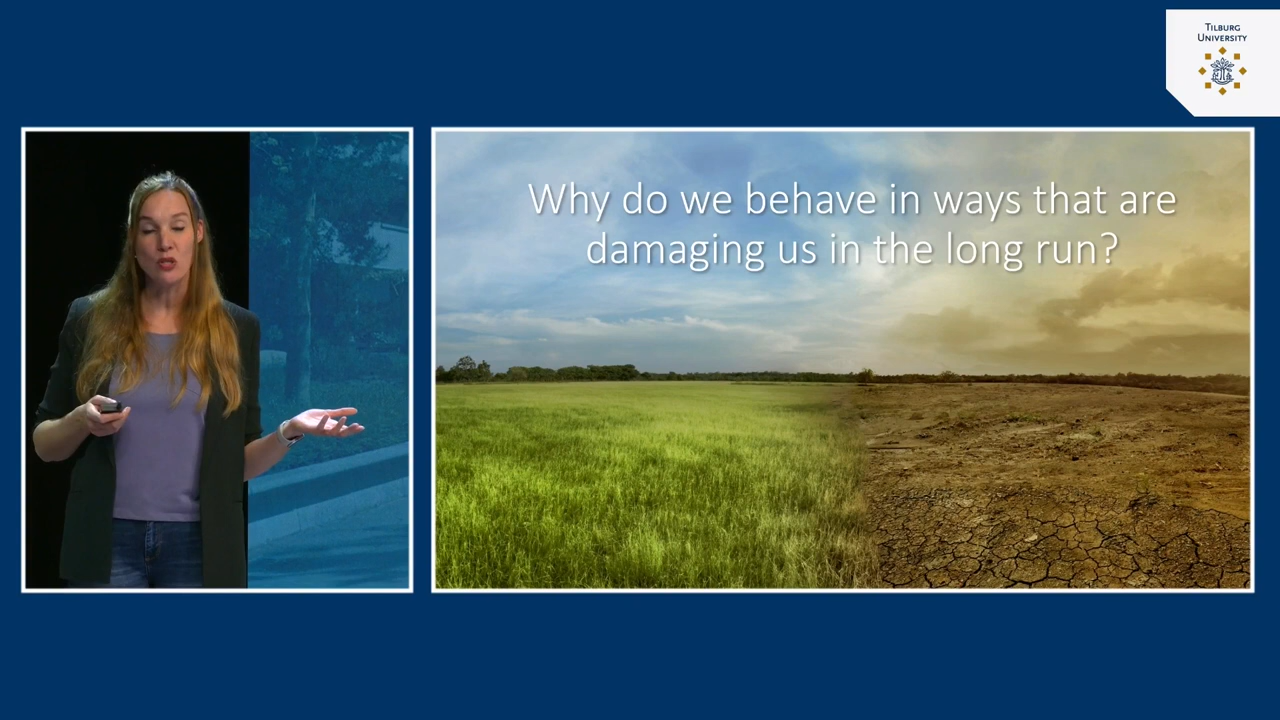 TILBURG
UNIVERSITY
Why do we behave in ways that are
damaging us in the long run?